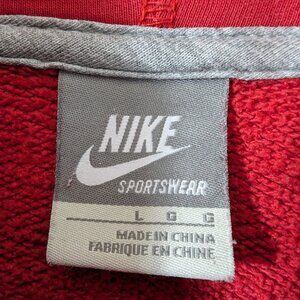 NIKE
SPORTSWEAR
L G G
MADE IN CHINA
FABRIQUE EN CHINE